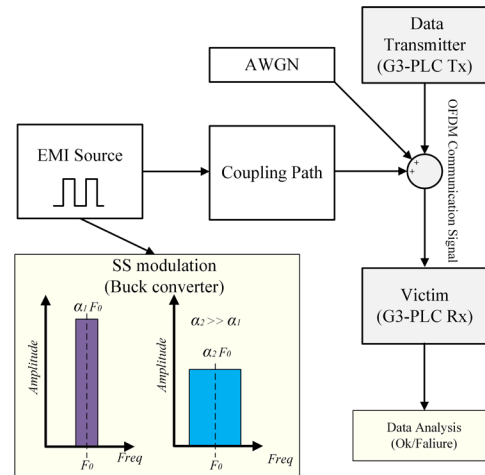 Data
Transmitter
(G3-PLC Tx)
AWGN
OFDM Communication Signal
EMI Source
Coupling Path
+
+
SS modulation
(Buck converter)
α1 F0
Amplitude
F0
Freq
α2 >> α1
α2 F0
Amplitude
F0
Freq
Victim
(G3-PLC Rx)
Data Analysis
(Ok/Faliure)